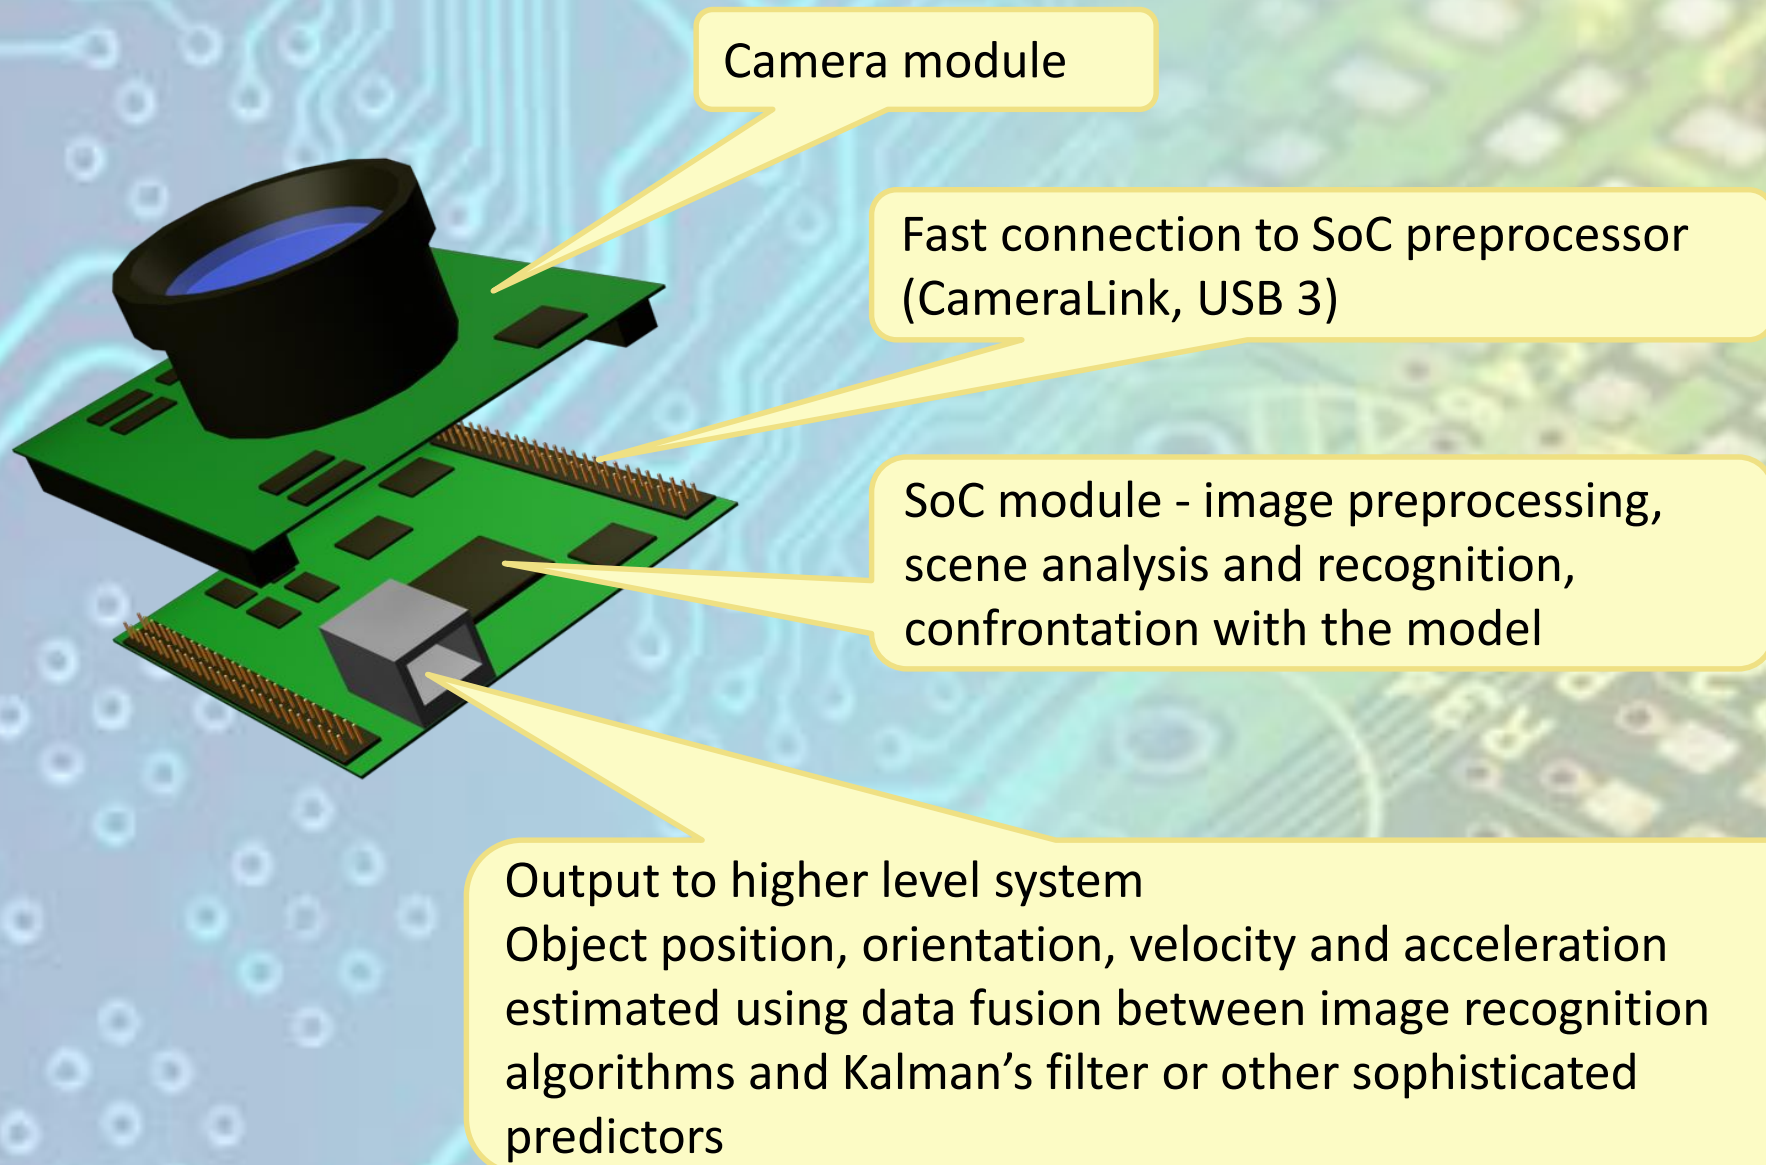 Camera module
Fast connection to SoC preprocessor
(CameraLink, USB 3)
SoC module - image preprocessing,
scene analysis and recognition,
confrontation with the model
Output to higher level system
Object position, orientation, velocity and acceleration
estimated using data fusion between image recognition
algorithms and Kalman’s filter or other sophisticated
predictors